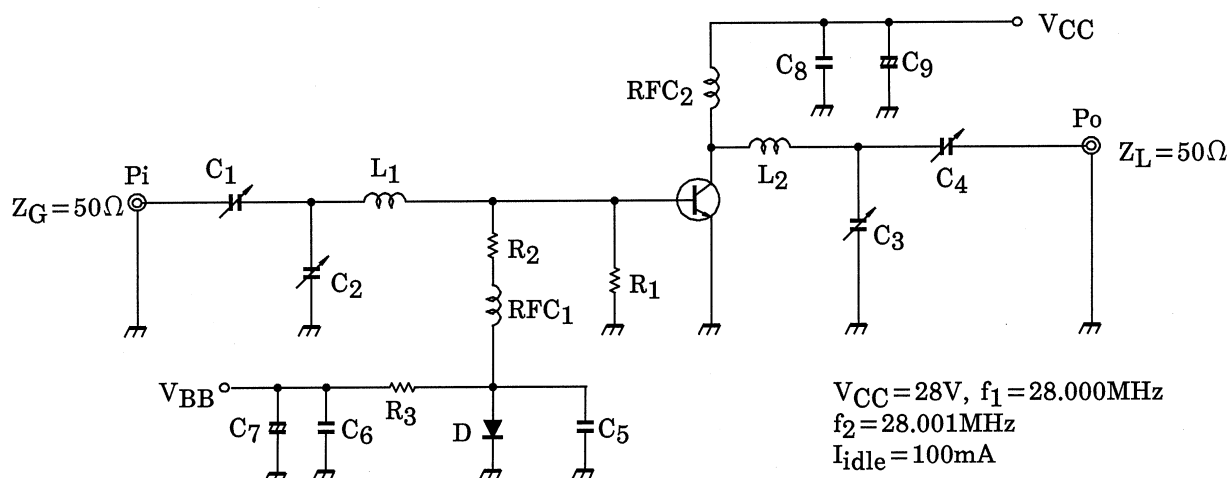 VCC
C8
C9
RFC2
Po
ZL=50Ω
L2
C4
C3
Pi
ZG=50Ω
C1
L1
C2
R2
RFC1
R1
VBB
R3
C7
C6
D
C5
VCC=28V, f1=28.000MHz
f2=28.001MHz
Iidle=100mA